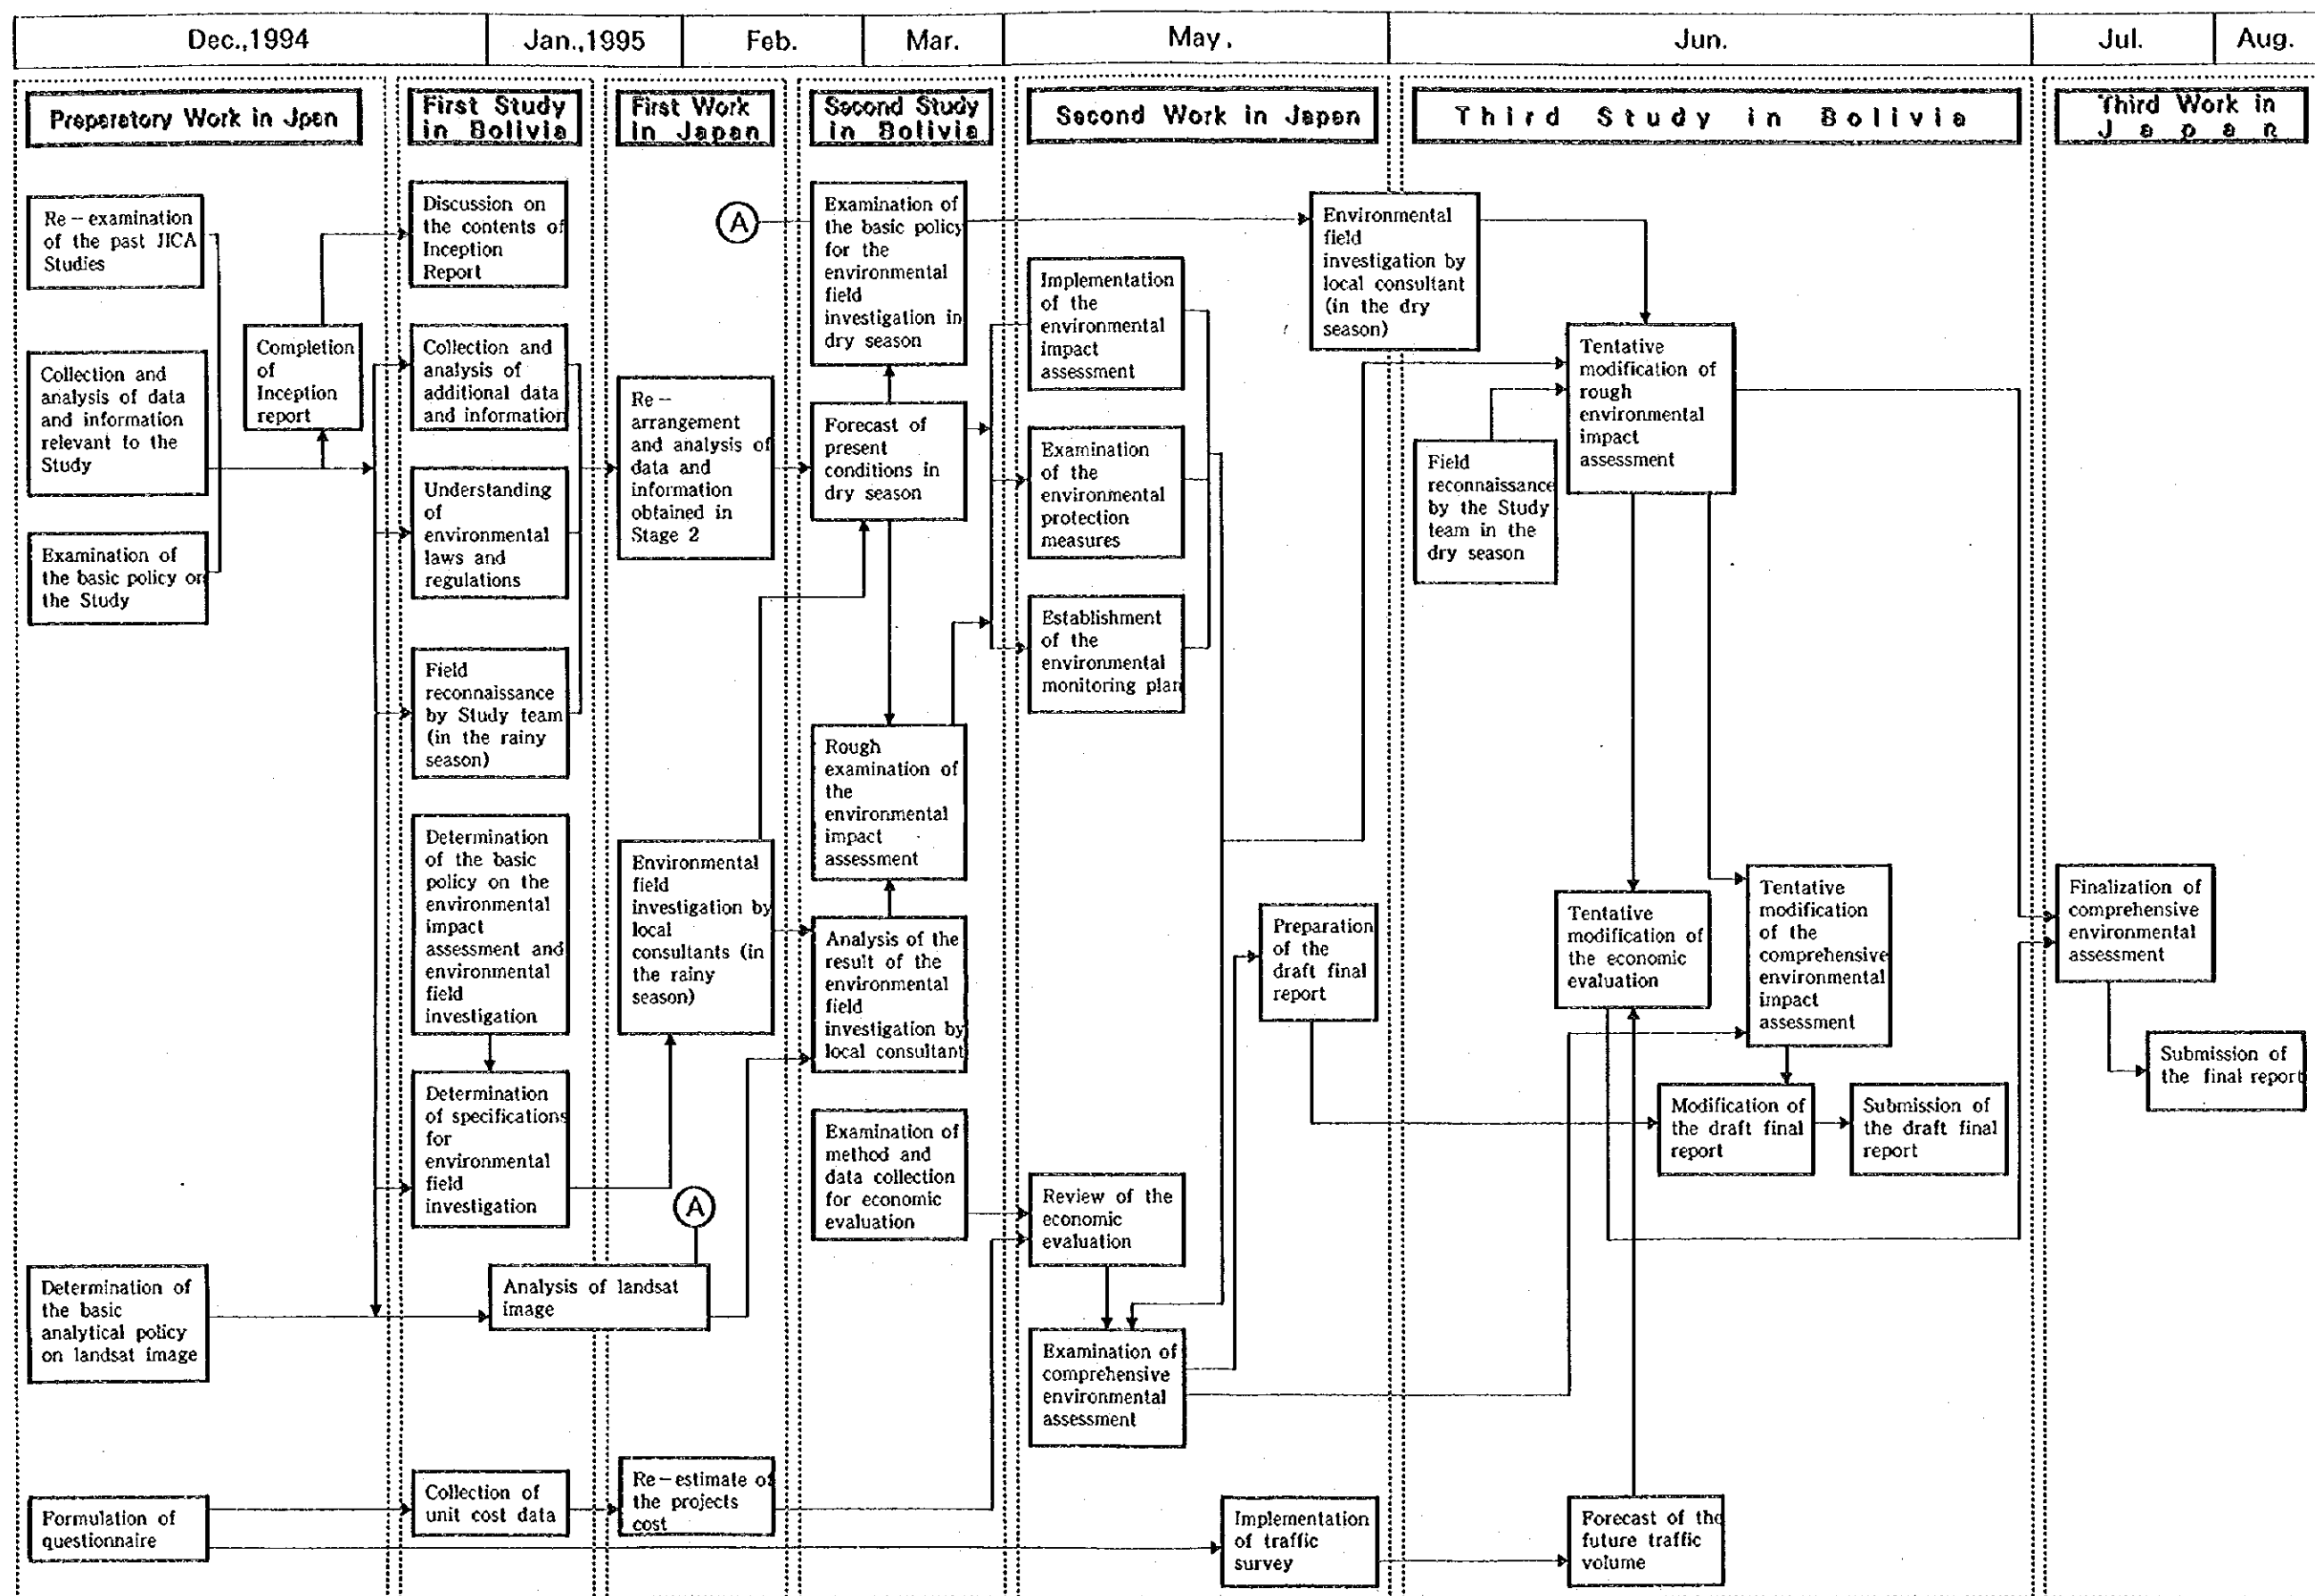 Dec.,1994
Jan.,1995
Feb.
Mar.
May.
Jun.
Jul.
Aug.
Preparatory Work in Jpan
First Study
in Bolivia
First Work
in Japan
Second Study
in Bolivia
Second Work in Japan
Third Study in Bolivia
Third Work in
Japan
Re-examination
of the past JICA
Studies
Collection and
analysis of data
and information
relevant to the
Study
Examination of
the basic policy on
the Study
Completion
of
Inception
report
Determination of
the basic
analytical policy
on landsat image
Formulation of
questionnaire
Discussion on
the contents of
Inception
Report
Collection and
analysis of
additional data
and information
Understanding
of
environmental
laws and
regulations
Field
reconnaissance
by Study team
(in the rainy
season)
Determination
of the basic
policy on the
environmental
impact
assessment and
environmental
field
investigation
Determination
of specifications
for
environmental
field
investigation
Analysis of landsat
image
Collection of
unit cost data
A
Re-
arrangement
and analysis of
data and
information
obtained in
Stage 2
Environmental
field
investigation by
local
consultants (in
the rainy
season)
A
Re-estimate of
the projects
cost
Examination of
the basic policy
for the
environmental
field
investigation in
dry season
Forecast of
present
conditions in
dry season
Rough
examination of
the
environmental
impact
assessment
Analysis of the
result of the
environmental
field
investigation by
local consultant
Examination of
method and
data collection
for economic
evaluation
Implementation
of the
environmental
impact
assessment
Examination
of the
environmental
protection
measures
Establishment
of the
environmental
monitoring plan
Preparation
of the
draft final
report
Review of the
economic
evaluation
Examination of
comprehensive
environmental
assessment
Implementation
of traffic
survey
Environmental
field
investigation by
local consultant
(in the dry
season)
Field
reconnaissance
by the Study
team in the
dry season
Tentative
modification of
rough
environmental
impact
assessment
Tentative
modification of
the economic
evaluation
Tentative
modification
of the
comprehensive
environmental
impact
assessment
Modification of
the draft final
report
Submission of
the draft final
report
Forecast of the
future traffic
volume
Finalization of
comprehensive
environmental
assessment
Submission of
the final report